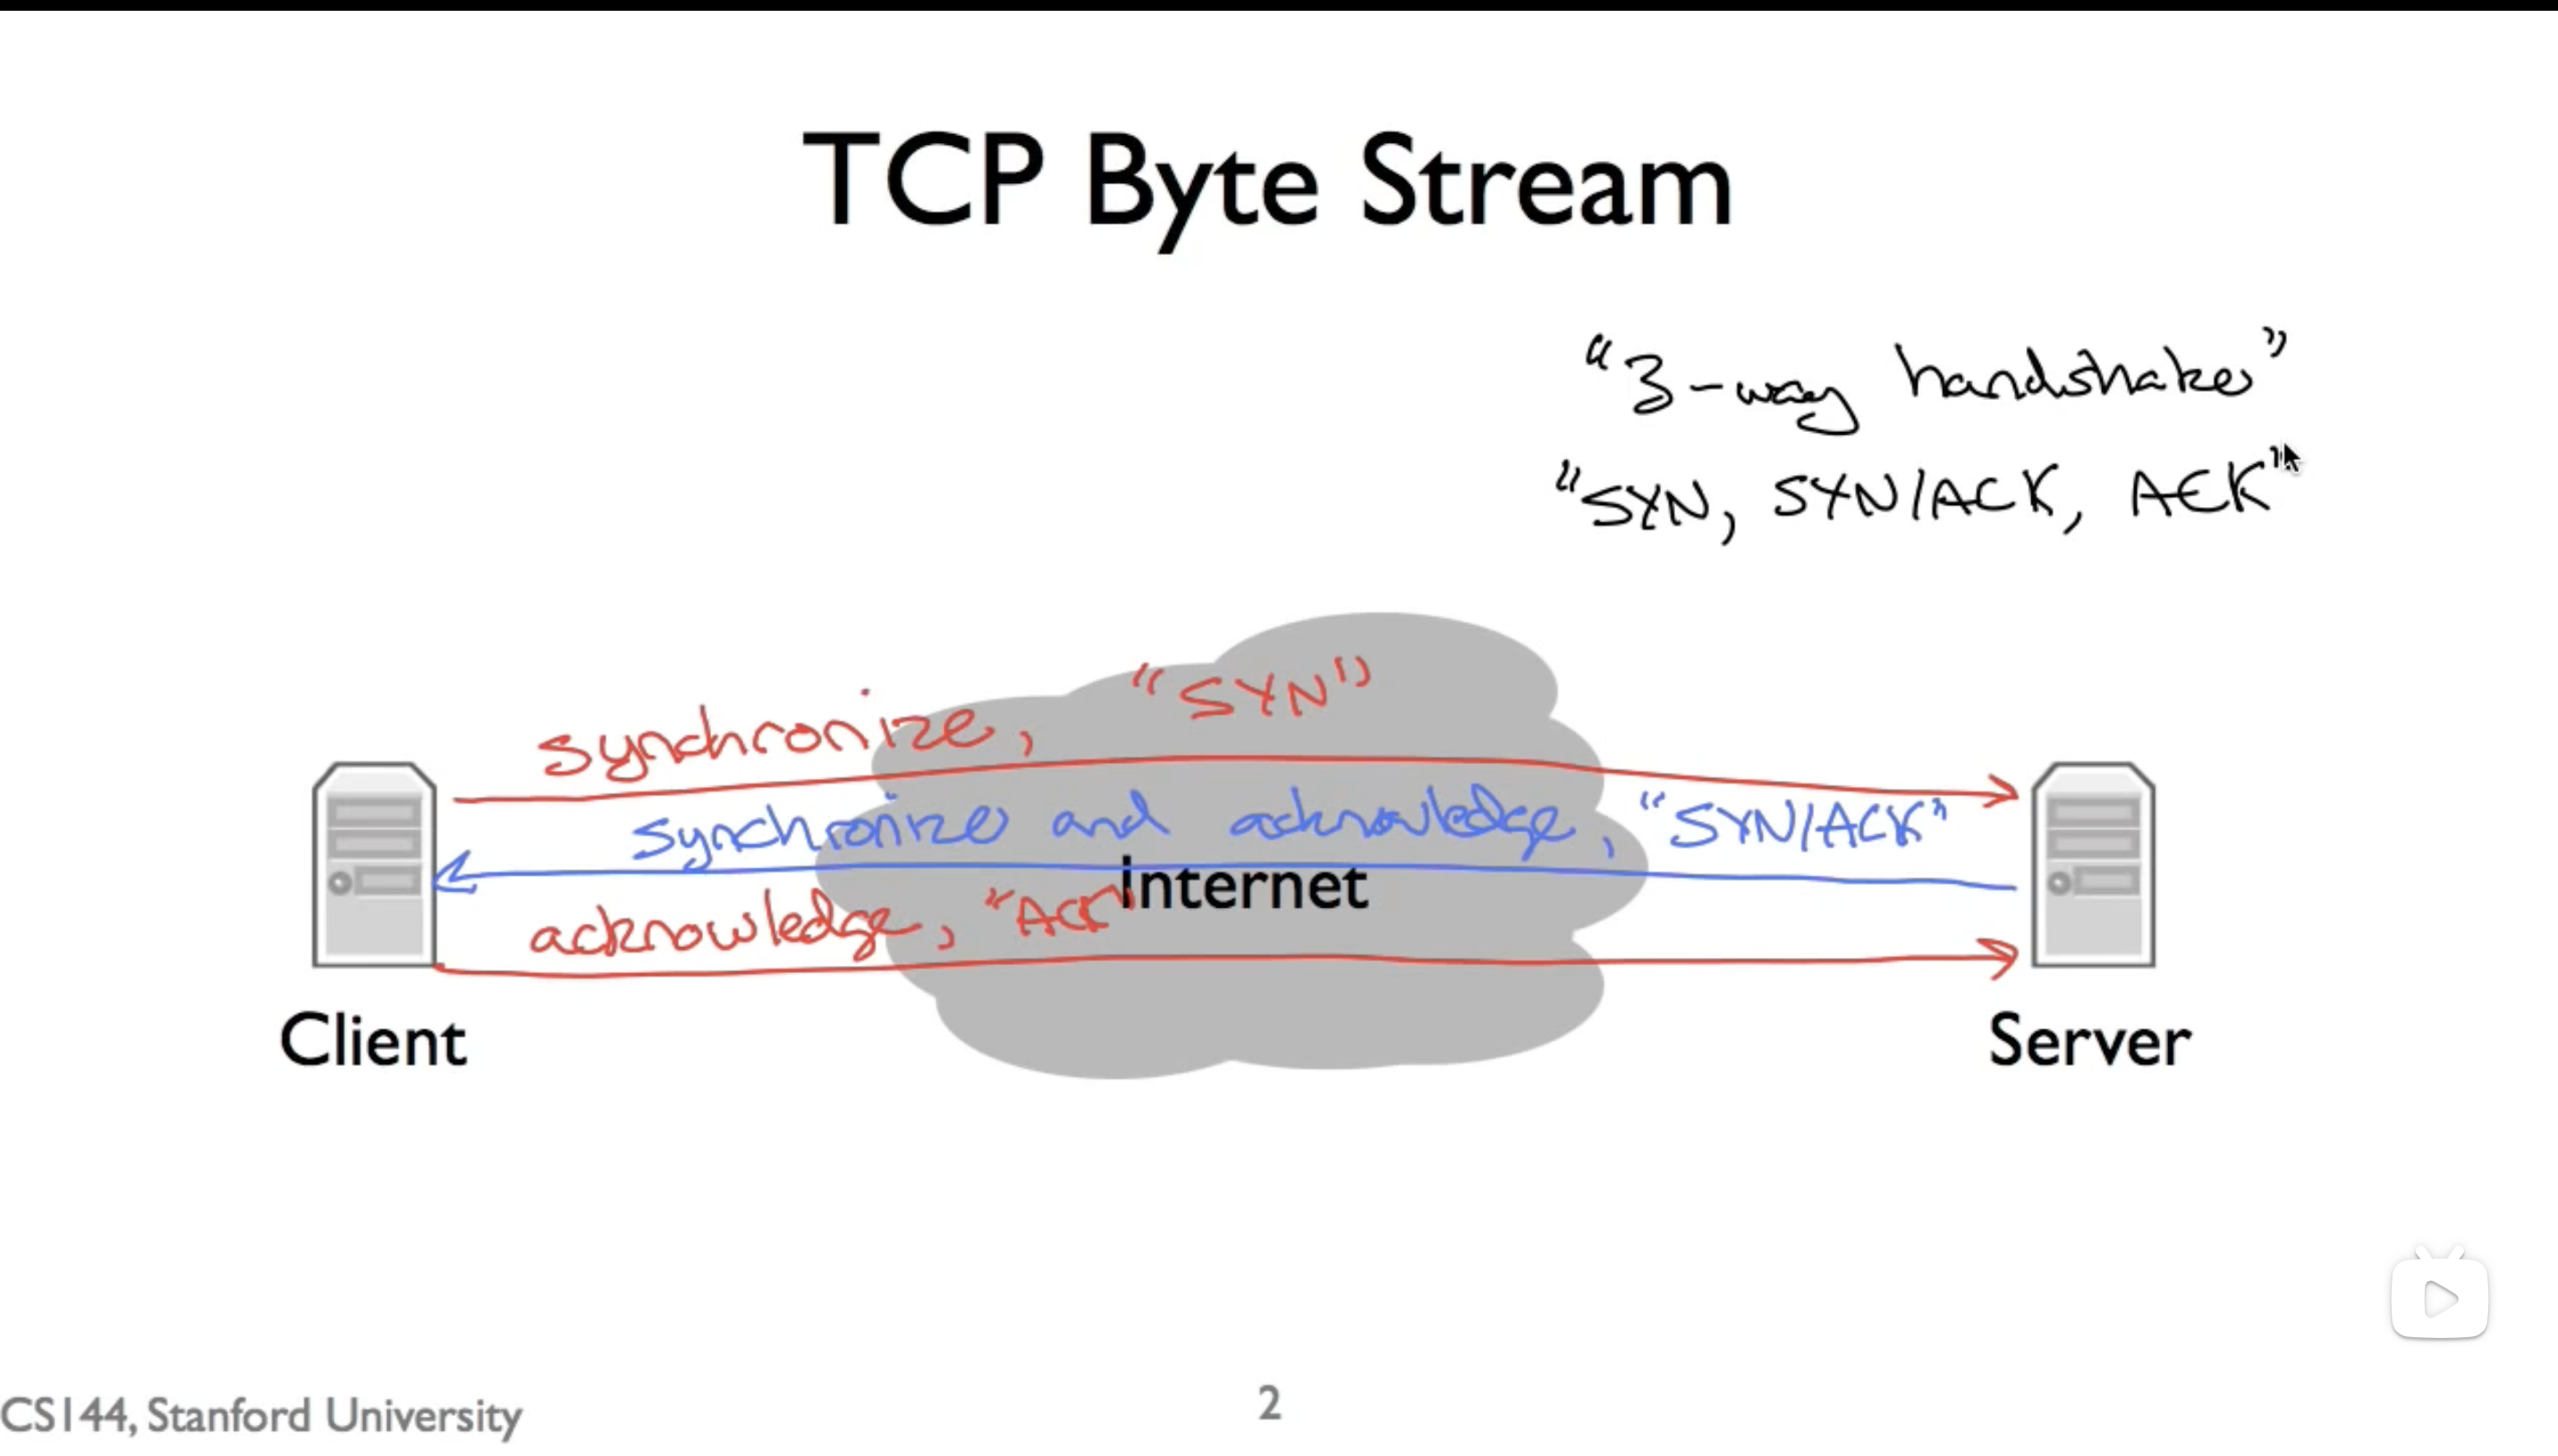 TCP Byte Stream
"3-way handshake"
"SYN, SYN/ACK, ACK"
synchronize, "SYN"
synchronize and acknowledge, "SYN/ACK"
Internet
acknowledge, "ACK"
Client
Server
CS144, Stanford University
2